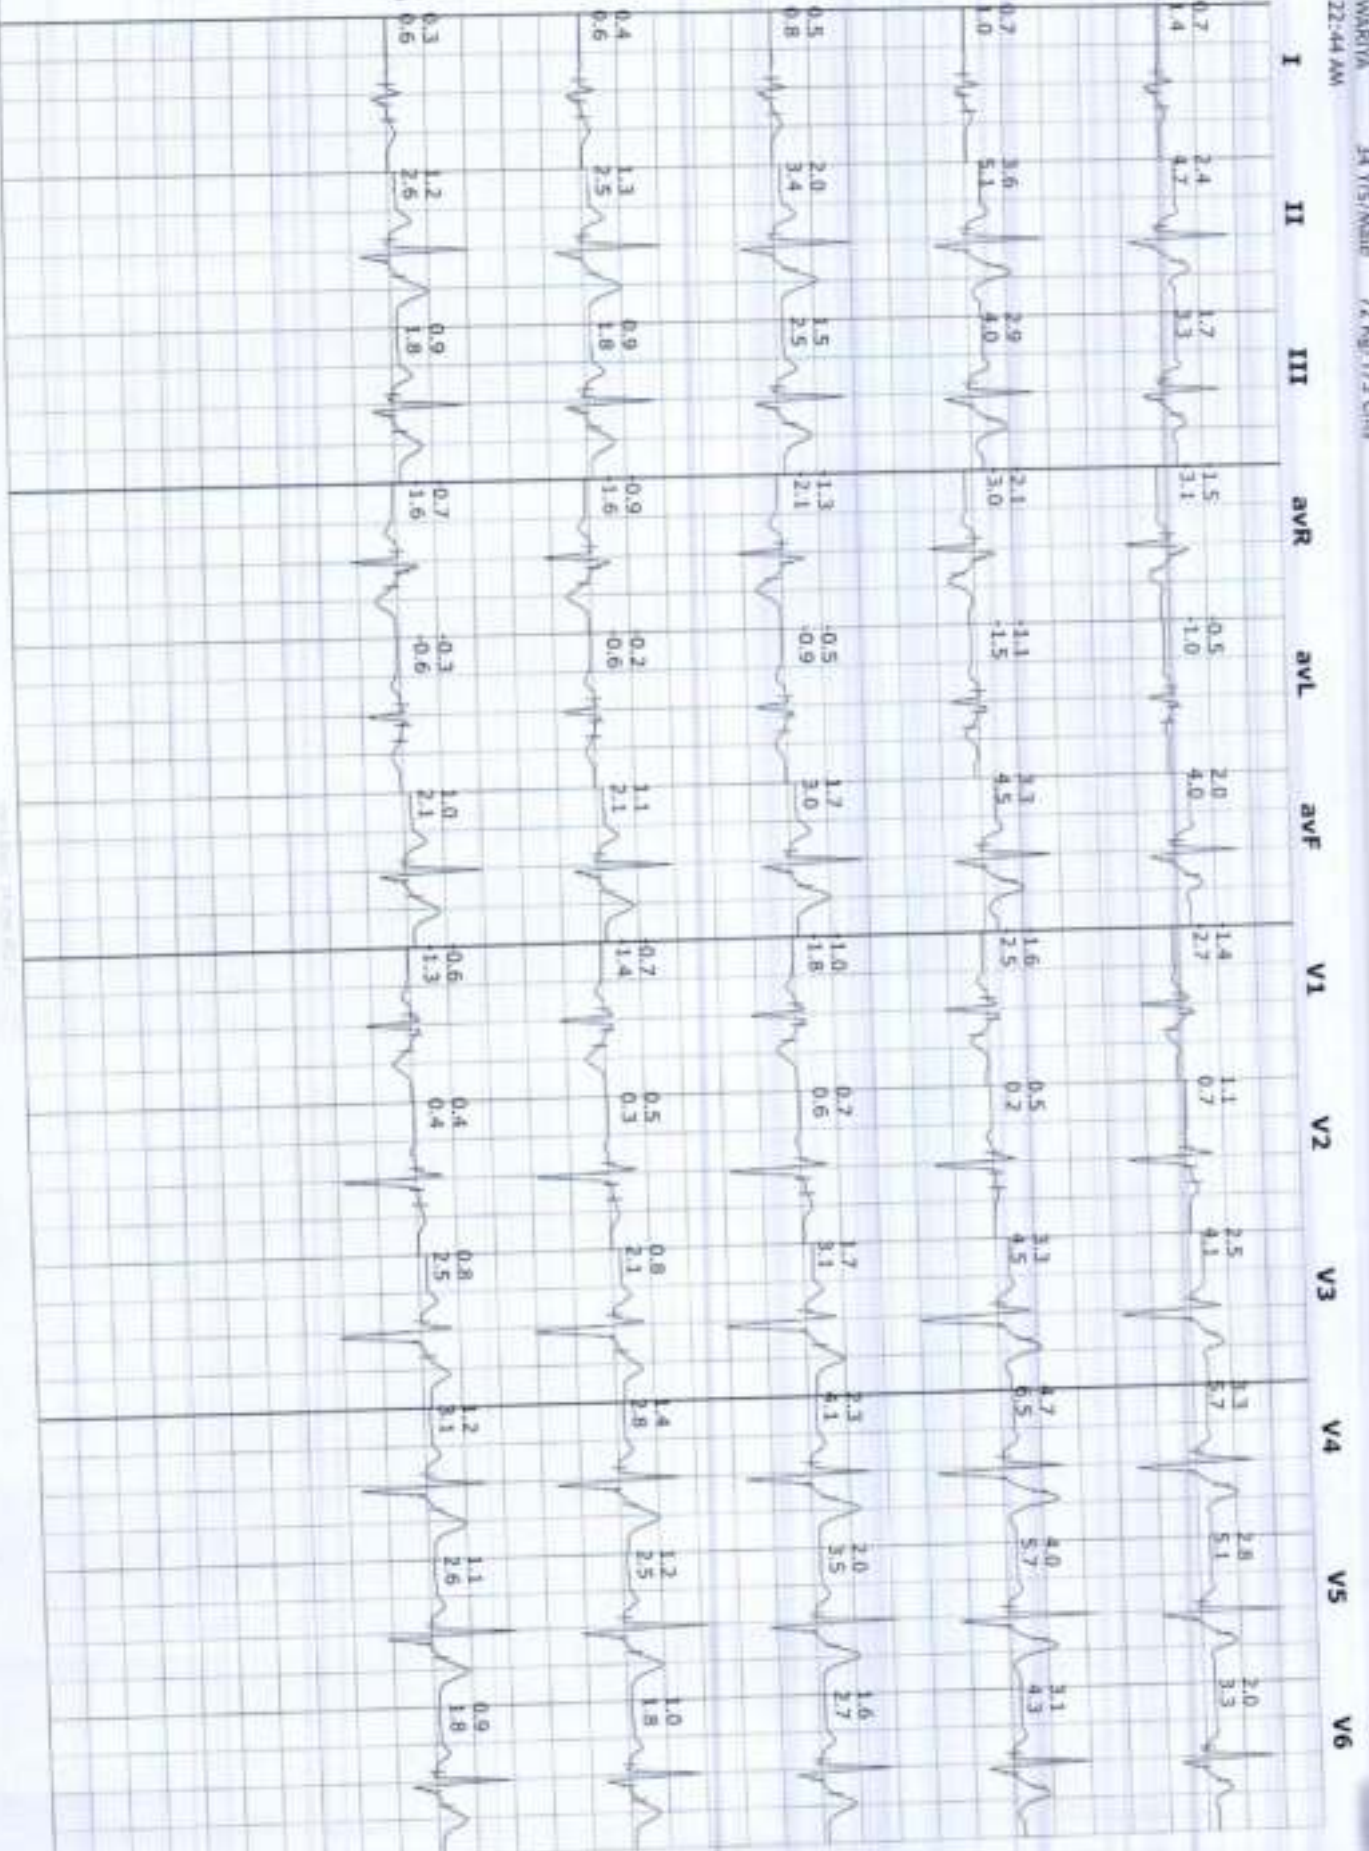 22:44 AM
I II III avR avL avF V1 V2 V3 V4 V5 V6
0.7 2.4 1.7 -1.5 -0.5 2.0 -1.4 1.1 2.5 3.3 2.8 2.0
1.4 4.7 3.3 -3.1 -1.0 4.0 -2.7 0.7 4.1 5.7 5.1 3.3
0.7 3.6 2.9 -2.1 -1.1 3.3 -1.6 0.5 3.3 4.7 4.0 3.1
1.0 5.1 4.0 -3.0 -1.5 4.5 -2.5 0.7 4.5 6.5 5.7 4.3
0.5 2.0 1.5 -1.3 -0.5 1.7 -1.0 0.7 1.7 2.3 2.0 1.6
0.8 3.4 2.5 -2.1 -0.9 3.0 -1.8 0.6 3.1 4.1 3.5 2.7
0.4 1.3 0.9 -0.9 -0.2 1.1 -0.7 0.5 0.8 1.4 1.2 1.0
0.6 2.5 1.8 -1.6 -0.6 2.1 -1.4 0.3 2.1 2.8 2.5 1.8
0.3 1.2 0.9 -0.7 -0.3 1.0 -0.6 0.4 0.8 1.2 1.1 0.9
0.6 2.6 1.8 -1.6 -0.6 2.1 -1.3 0.4 2.5 3.1 2.6 1.8